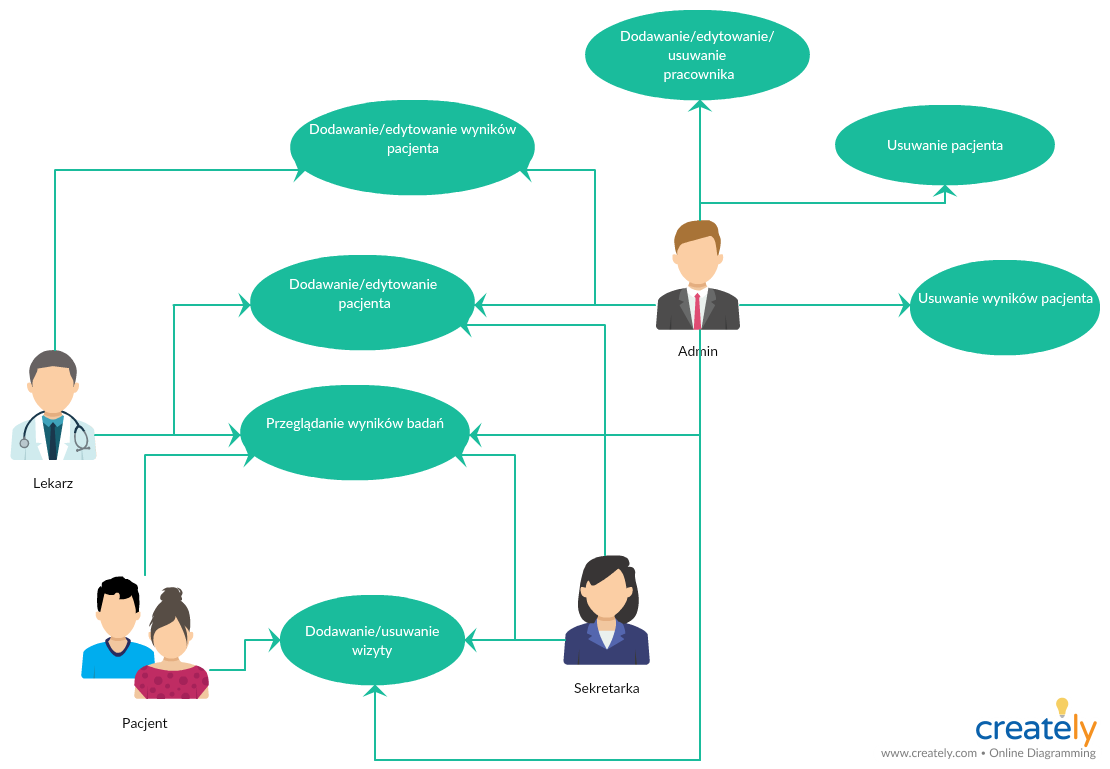 Dodawanie/edytowanie/
usuwanie
pracownika
Dodawanie/edytowanie wyników
pacjenta
Usuwanie pacjenta
Dodawanie/edytowanie
pacjenta
Usuwanie wyników pacjenta
Admin
Przeglądanie wyników badań
Lekarz
Dodawanie/usuwanie
wizyty
Sekretarka
Pacjent
creately
www.creately.com • Online Diagramming